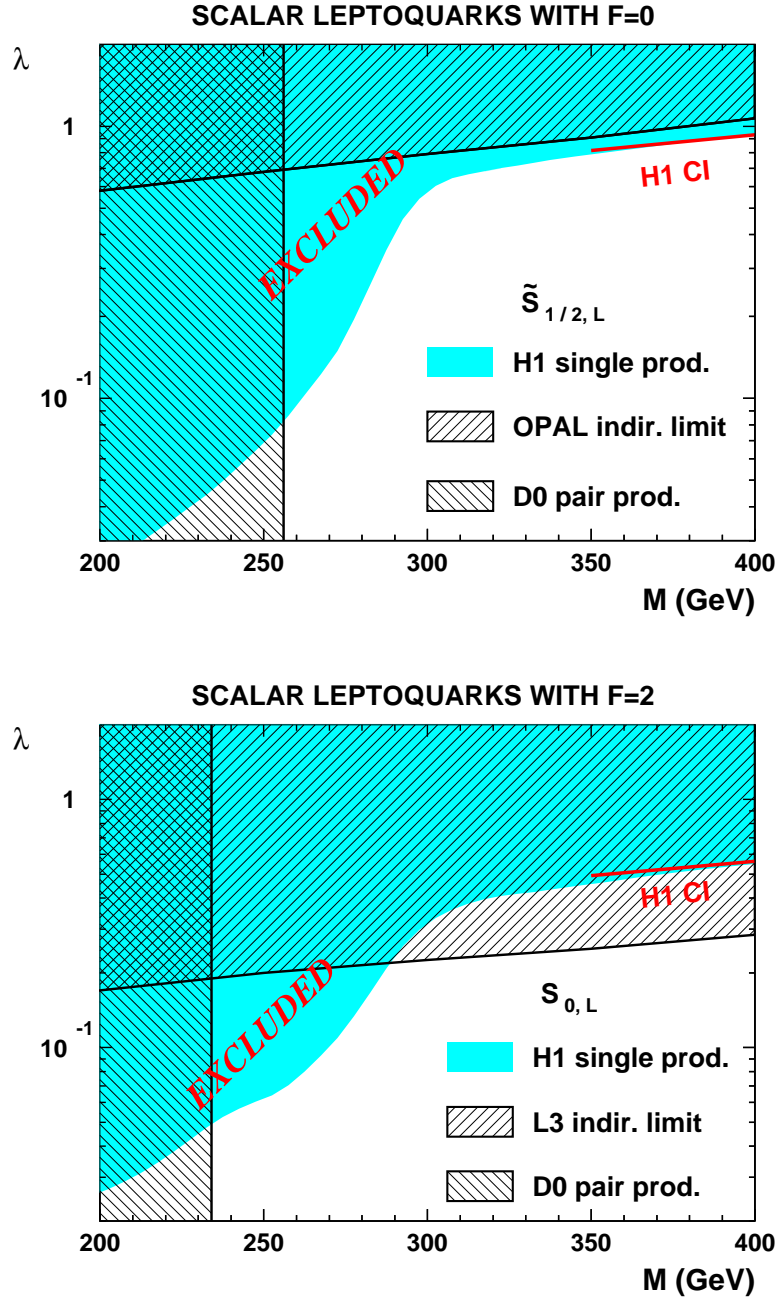 SCALAR LEPTOQUARKS WITH F=0
λ
1
EXCLUDED
H1 CI
S̃ 1/2, L
H1 single prod.
10 -1
OPAL indir. limit
D0 pair prod.
200 250 300 350 400
M (GeV)
SCALAR LEPTOQUARKS WITH F=2
λ
1
H1 CI
EXCLUDED
S 0, L
10 -1
H1 single prod.
L3 indir. limit
D0 pair prod.
200 250 300 350 400
M (GeV)